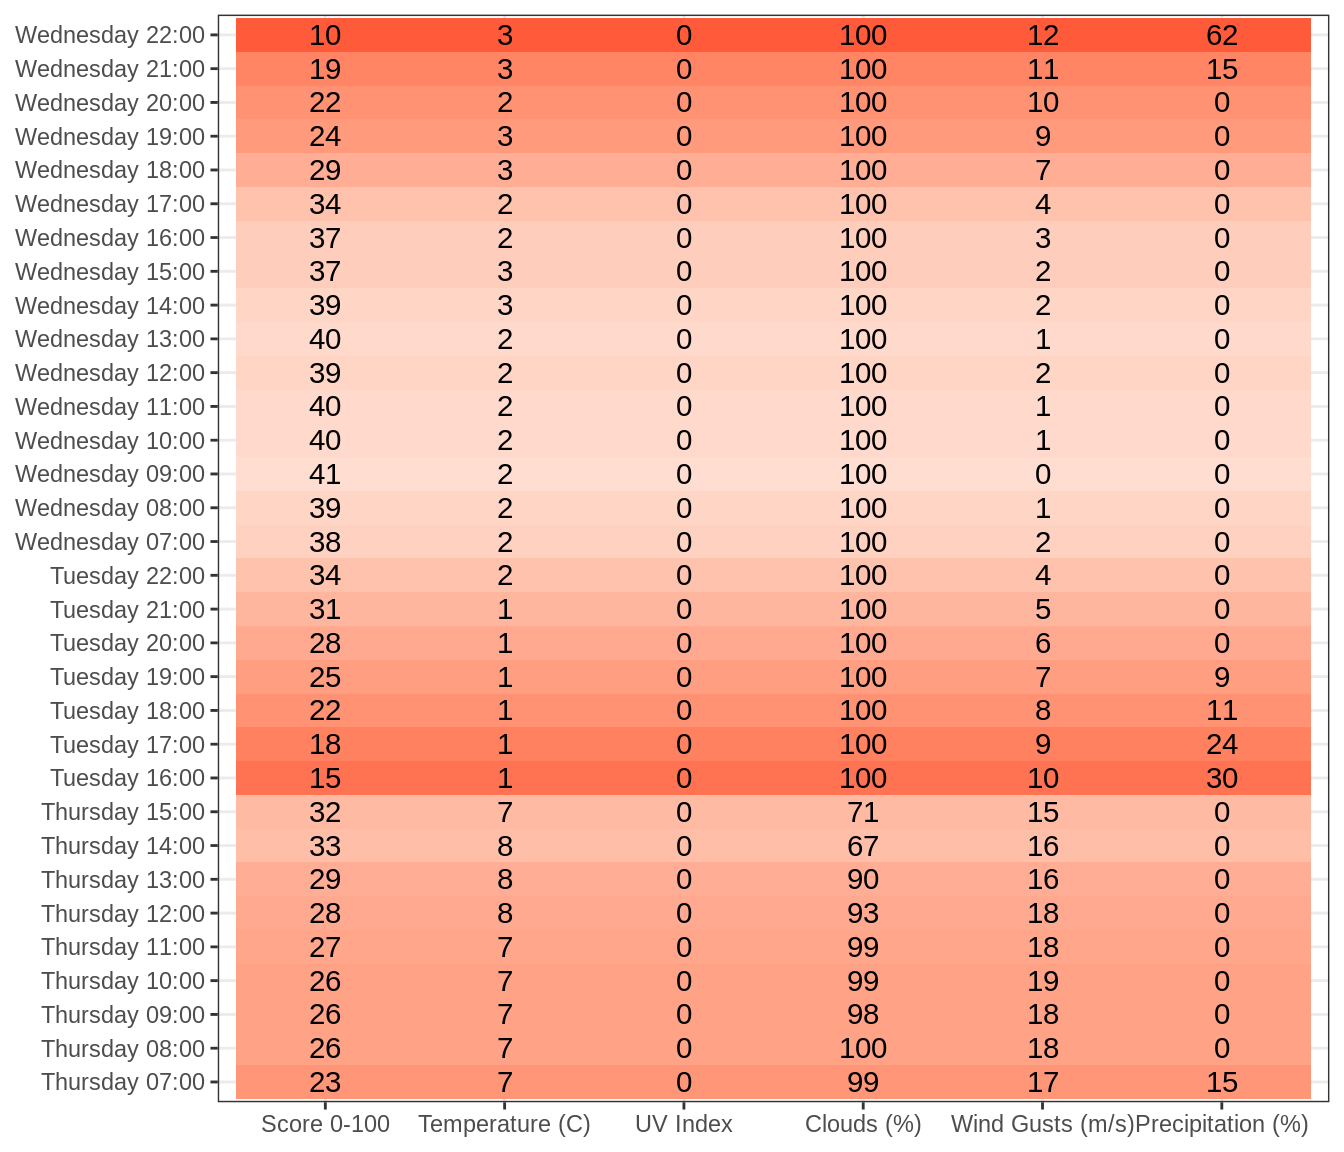 Wednesday 22:00 10 3 0 100 12 62
Wednesday 21:00 19 3 0 100 11 15
Wednesday 20:00 22 2 0 100 10 0
Wednesday 19:00 24 3 0 100 9 0
Wednesday 18:00 29 3 0 100 7 0
Wednesday 17:00 34 2 0 100 4 0
Wednesday 16:00 37 2 0 100 3 0
Wednesday 15:00 37 3 0 100 2 0
Wednesday 14:00 39 3 0 100 2 0
Wednesday 13:00 40 2 0 100 1 0
Wednesday 12:00 39 2 0 100 2 0
Wednesday 11:00 40 2 0 100 1 0
Wednesday 10:00 40 2 0 100 1 0
Wednesday 09:00 41 2 0 100 0 0
Wednesday 08:00 39 2 0 100 1 0
Wednesday 07:00 38 2 0 100 2 0
Tuesday 22:00 34 2 0 100 4 0
Tuesday 21:00 31 1 0 100 5 0
Tuesday 20:00 28 1 0 100 6 0
Tuesday 19:00 25 1 0 100 7 9
Tuesday 18:00 22 1 0 100 8 11
Tuesday 17:00 18 1 0 100 9 24
Tuesday 16:00 15 1 0 100 10 30
Thursday 15:00 32 7 0 71 15 0
Thursday 14:00 33 8 0 67 16 0
Thursday 13:00 29 8 0 90 16 0
Thursday 12:00 28 8 0 93 18 0
Thursday 11:00 27 7 0 99 18 0
Thursday 10:00 26 7 0 99 19 0
Thursday 09:00 26 7 0 98 18 0
Thursday 08:00 26 7 0 100 18 0
Thursday 07:00 23 7 0 99 17 15
Score 0-100 Temperature (C) UV Index Clouds (%) Wind Gusts (m/s) Precipitation (%)